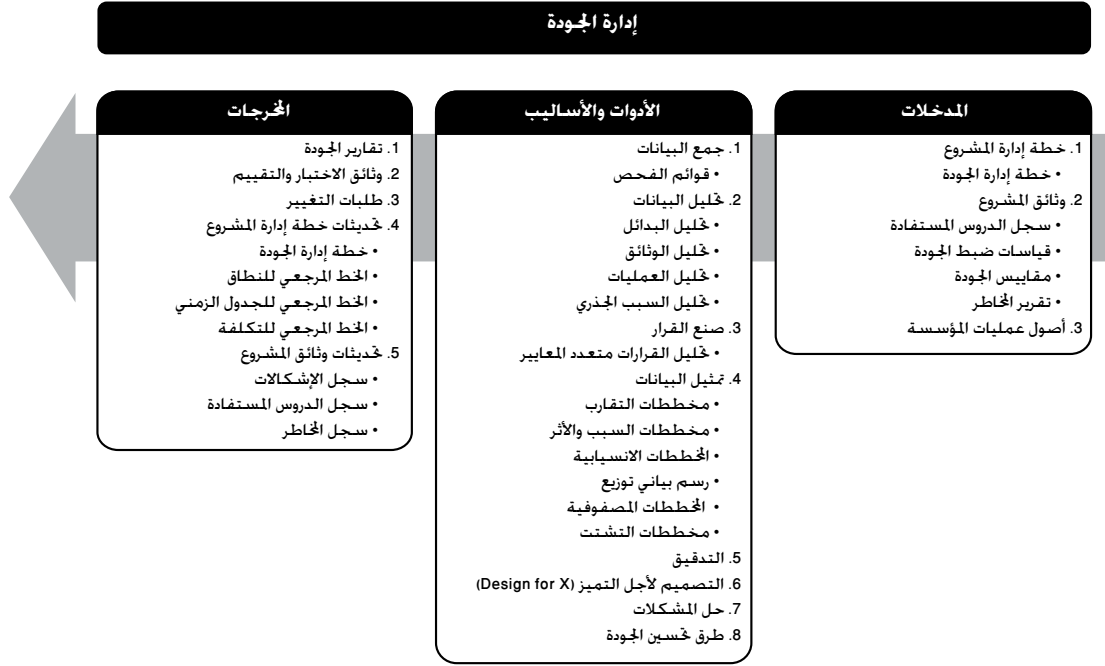 إدارة الجودة
المدخلات
1. خطة إدارة المشروع
• خطة إدارة الجودة
2. وثائق المشروع
• سجل الدروس المستفادة
• قياسات ضبط الجودة
• مقاييس الجودة
• تقرير المخاطر
3. أصول عمليات المؤسسة
الأدوات والأساليب
1. جمع البيانات
• قوائم الفحص
2. تحليل البيانات
• تحليل البدائل
• تحليل الوثائق
• تحليل العمليات
• تحليل السبب الجذري
3. صنع القرار
• تحليل القرارات متعدد المعايير
4. تمثيل البيانات
• مخططات التقارب
• مخططات السبب والأثر
• المخططات الانسيابية
• رسم بياني توزيع
• المخططات المصفوفية
• مخططات التشتت
5. التدقيق
6. التصميم لأجل التميز (Design for X)
7. حل المشكلات
8. طرق تحسين الجودة
المخرجات
1. تقارير الجودة
2. وثائق الاختبار والتقييم
3. طلبات التغيير
4. تحديثات خطة إدارة المشروع
• خطة إدارة الجودة
• الخط المرجعي للنطاق
• الخط المرجعي للجدول الزمني
• الخط المرجعي للتكلفة
5. تحديثات وثائق المشروع
• سجل الإشكالات
• سجل الدروس المستفادة
• سجل المخاطر